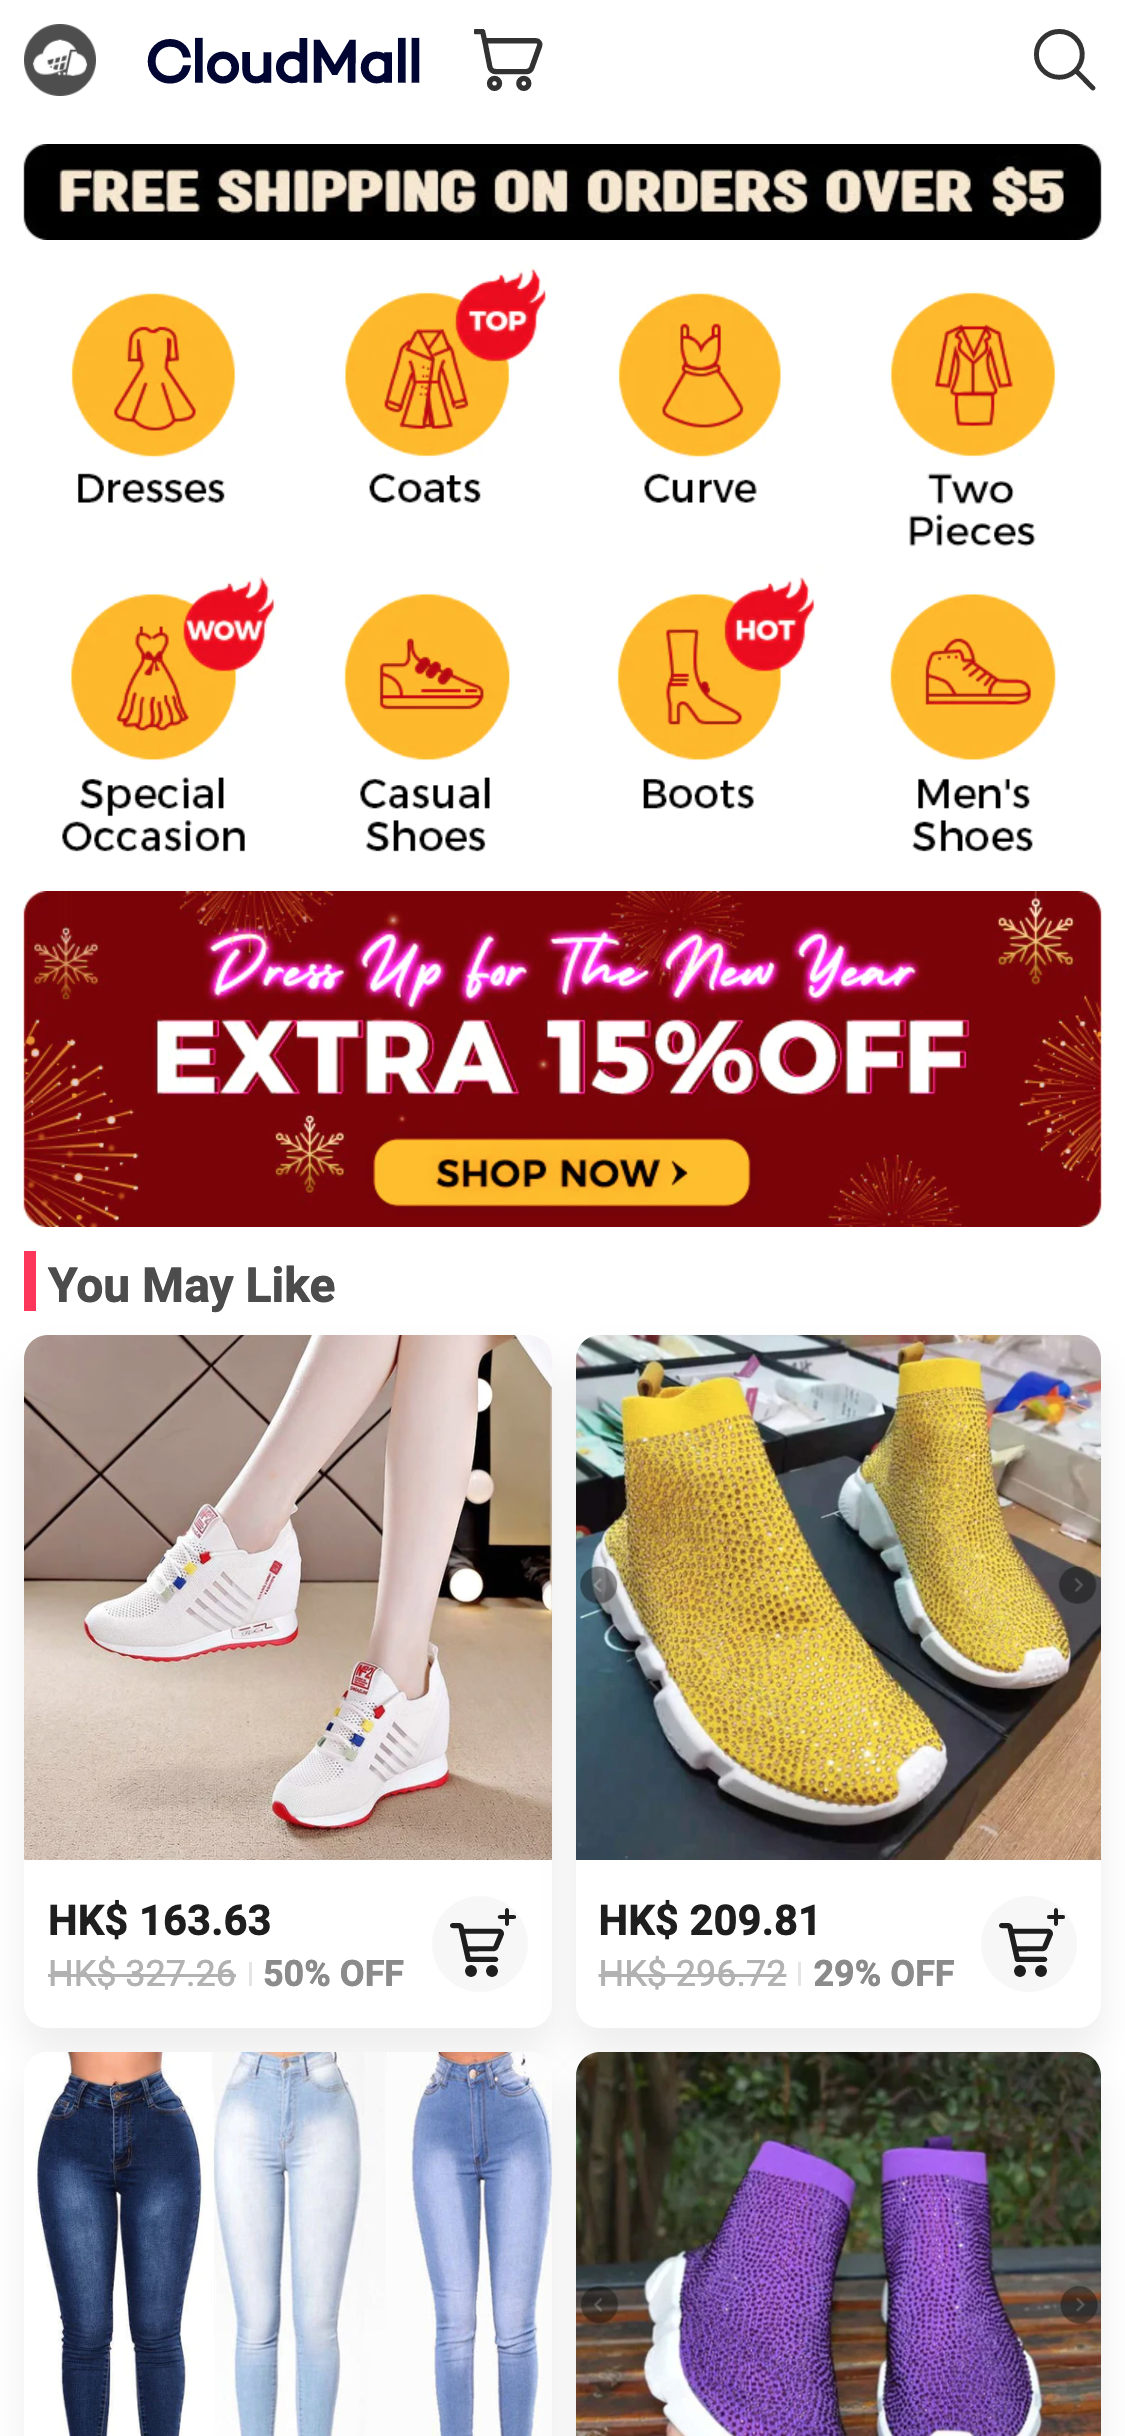 CloudMall
FREE SHIPPING ON ORDERS OVER $5
Dresses
TOP
Coats
Curve
Two
Pieces
WOW
Special
Occasion
Casual
Shoes
HOT
Boots
Men's
Shoes
Dress Up for The New Year
EXTRA 15%OFF
SHOP NOW
You May Like
HK$ 163.63
HK$ 327.26 50% OFF
HK$ 209.81
HK$ 296.72 29% OFF